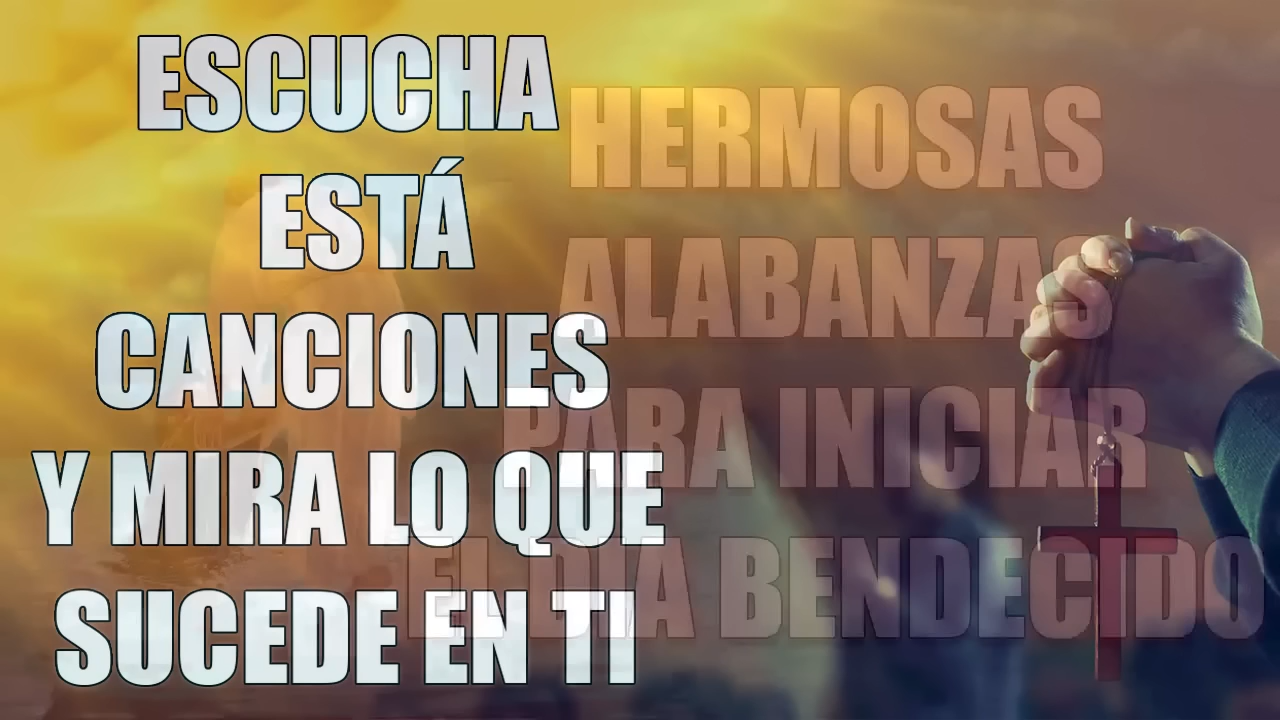 ESCUCHA
ESTÁ
CANCIONES
Y MIRA LO QUE
SUCEDE EN TI
HERMOSAS
ALABANZAS
PARA INICIAR
EL DIA BENDECIDO